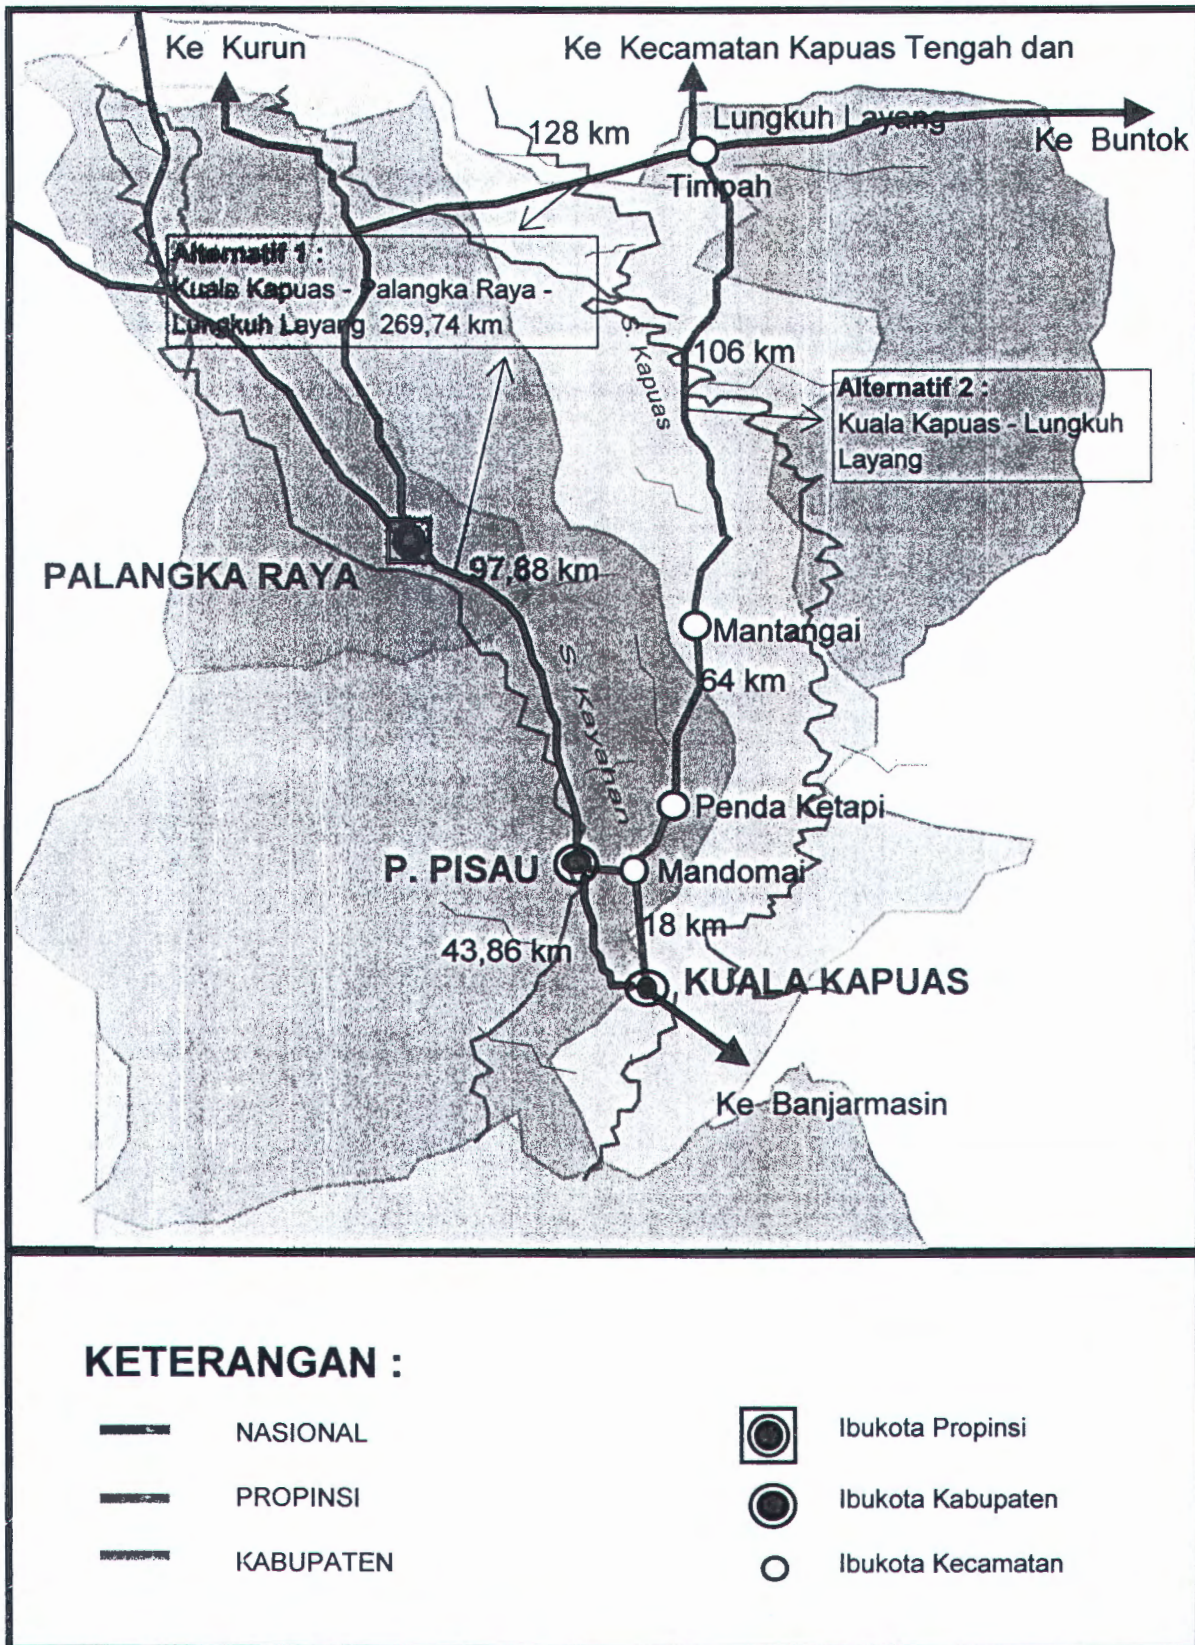 Ke Kurun
Ke Kecamatan Kapuas Tengah dan
128 km
Lungkuh Layang
Ke Buntok
Timpah
Alternatif 1 :
Kuala Kapuas - Palangka Raya -
Lungkuh Layang 269,74 km
S. Kapuas
106 km
Alternatif 2 :
Kuala Kapuas - Lungkuh
Layang
PALANGKA RAYA
97,88 km
Mantangai
S. Kayahan
64 km
Penda Ketapi
P. PISAU
Mandomai
18 km
43,86 km
KUALA KAPUAS
Ke Banjarmasin
KETERANGAN :
NASIONAL
Ibukota Propinsi
PROPINSI
Ibukota Kabupaten
KABUPATEN
Ibukota Kecamatan